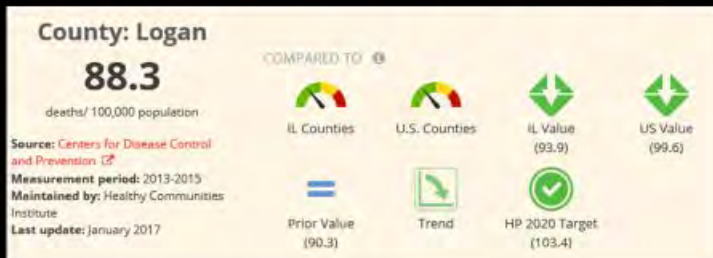 County: Logan
88.3
deaths/ 100,000 population
Source: Centers for Disease Control
and Prevention
Measurement period: 2013-2015
Maintained by: Healthy Communities
Institute
Last update: January 2017
COMPARED TO
IL Counties
U.S. Counties
IL Value
(93.9)
US Value
(99.6)
Prior Value
(90.3)
Trend
HP 2020 Target
(103.4)